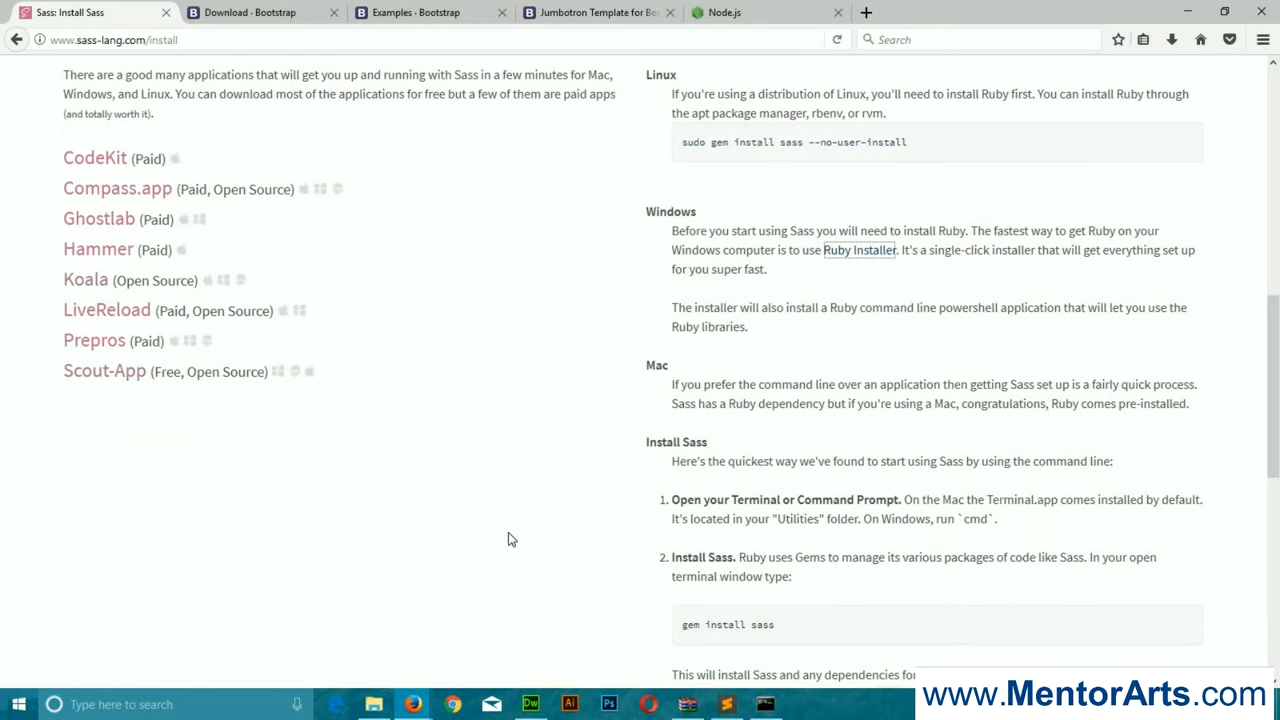 Sass: Install Sass
Download · Bootstrap
Examples · Bootstrap
Jumbotron Template for Bo
Node.js
www.sass-lang.com/install
Search
There are a good many applications that will get you up and running with Sass in a few minutes for Mac,
Windows, and Linux. You can download most of the applications for free but a few of them are paid apps
(and totally worth it).
CodeKit (Paid)
Compass.app (Paid, Open Source)
Ghostlab (Paid)
Hammer (Paid)
Koala (Open Source)
LiveReload (Paid, Open Source)
Prepros (Paid)
Scout-App (Free, Open Source)
Linux
If you're using a distribution of Linux, you'll need to install Ruby first. You can install Ruby through
the apt package manager, rbenv, or rvm.
sudo gem install sass --no-user-install
Windows
Before you start using Sass you will need to install Ruby. The fastest way to get Ruby on your
Windows computer is to use Ruby Installer. It's a single-click installer that will get everything set up
for you super fast.
The installer will also install a Ruby command line powershell application that will let you use the
Ruby libraries.
Mac
If you prefer the command line over an application then getting Sass set up is a fairly quick process.
Sass has a Ruby dependency but if you're using a Mac, congratulations, Ruby comes pre-installed.
Install Sass
Here's the quickest way we've found to start using Sass by using the command line:
1. Open your Terminal or Command Prompt. On the Mac the Terminal.app comes installed by default.
It's located in your "Utilities" folder. On Windows, run `cmd`.
2. Install Sass. Ruby uses Gems to manage its various packages of code like Sass. In your open
terminal window type:
gem install sass
This will install Sass and any dependencies for
Type here to search
Dw
Ai
Ps
www.MentorArts.com